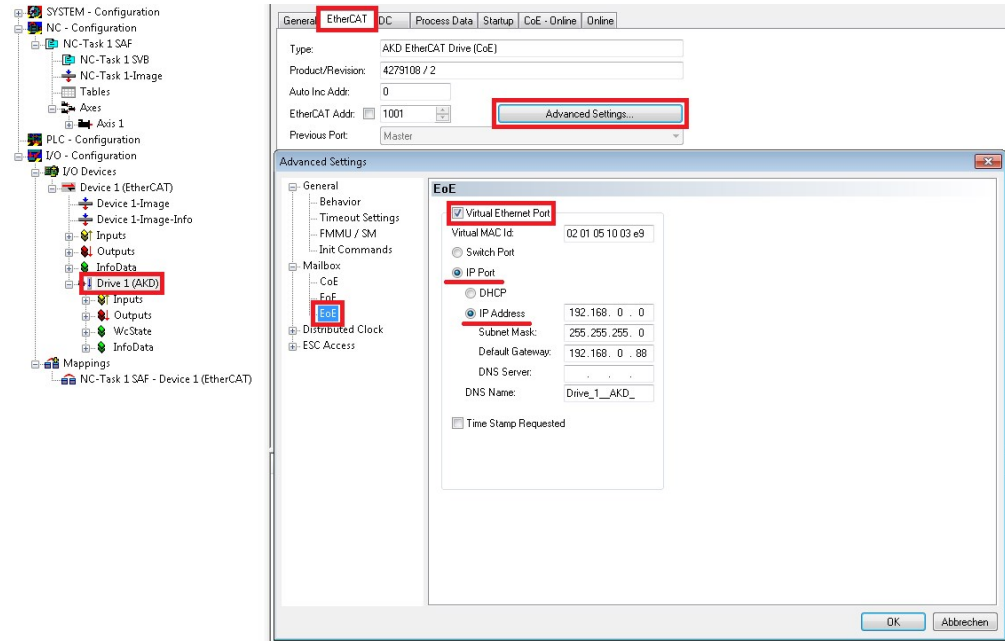 SYSTEM - Configuration
NC - Configuration
NC-Task 1 SAF
NC-Task 1 SVB
NC-Task 1-Image
Tables
Axes
Axis 1
PLC - Configuration
I/O - Configuration
I/O Devices
Device 1 (EtherCAT)
Device 1-Image
Device 1-Image-Info
Inputs
Outputs
InfoData
Drive 1 (AKD)
Inputs
Outputs
WcState
InfoData
Mappings
NC-Task 1 SAF - Device 1 (EtherCAT)
General EtherCAT DC Process Data Startup CoE - Online Online
Type: AKD EtherCAT Drive (CoE)
Product/Revision: 4279108 / 2
Auto Inc Addr: 0
EtherCAT Addr: 1001 Advanced Settings...
Previous Port: Master
Advanced Settings
General
Behavior
Timeout Settings
FMMU / SM
Init Commands
Mailbox
CoE
FoE
EoE
Distributed Clock
ESC Access
EoE
Virtual Ethernet Port
Virtual MAC Id: 02 01 05 10 03 e9
Switch Port
IP Port
DHCP
IP Address 192.168. 0 . 0
Subnet Mask: 255.255.255. 0
Default Gateway: 192.168. 0 . 88
DNS Server: . . .
DNS Name: Drive_1__AKD_
Time Stamp Requested
OK Abbrechen